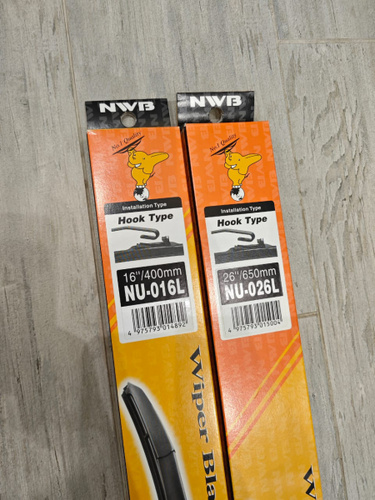 NWB
No.1 Quality
Installation Type
Hook Type
16"/400mm
NU-016L
4 975793 014892
Wiper Bla
NWB
No.1 Quality
Installation Type
Hook Type
26"/650mm
NU-026L
4 975793 015004